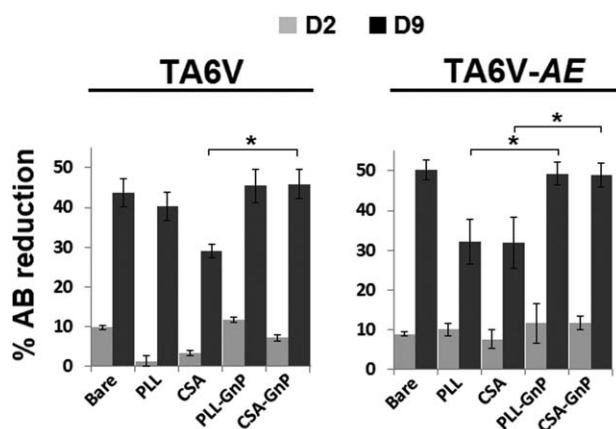 D2 D9
TA6V
TA6V-AE
% AB reduction
50
40
30
20
10
0
*
Bare
PLL
CSA
PLL-GnP
CSA-GnP
50
40
30
20
10
0
*
*
Bare
PLL
CSA
PLL-GnP
CSA-GnP